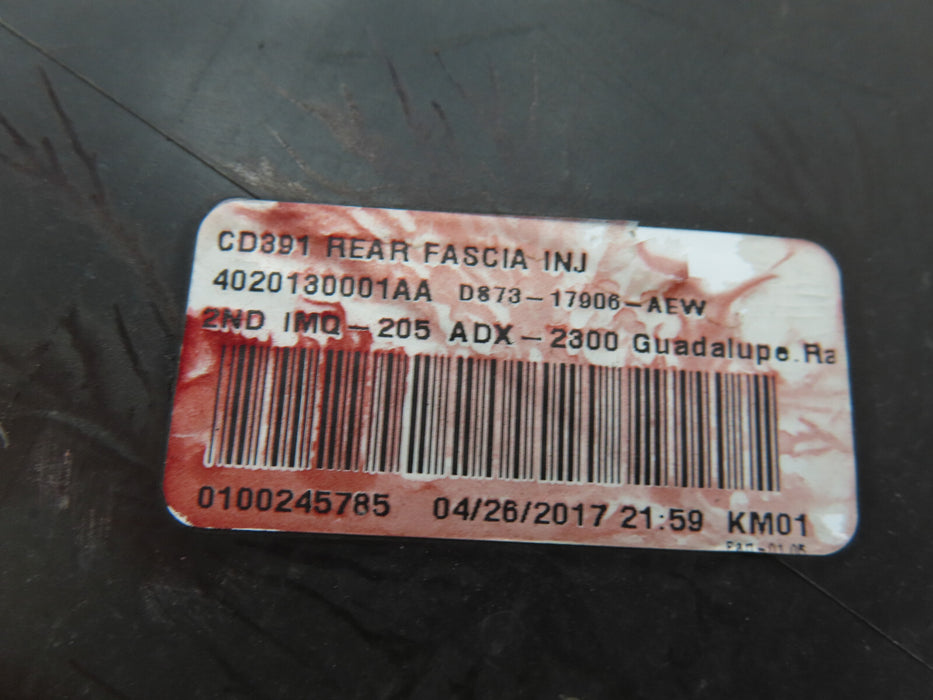 CD391 REAR FASCIA INJ
4020130001AA D873-17906-AEW
2ND IMQ-205 ADX-2300 Guadalupe.Ra
0100245785 04/26/2017 21:59 KM01